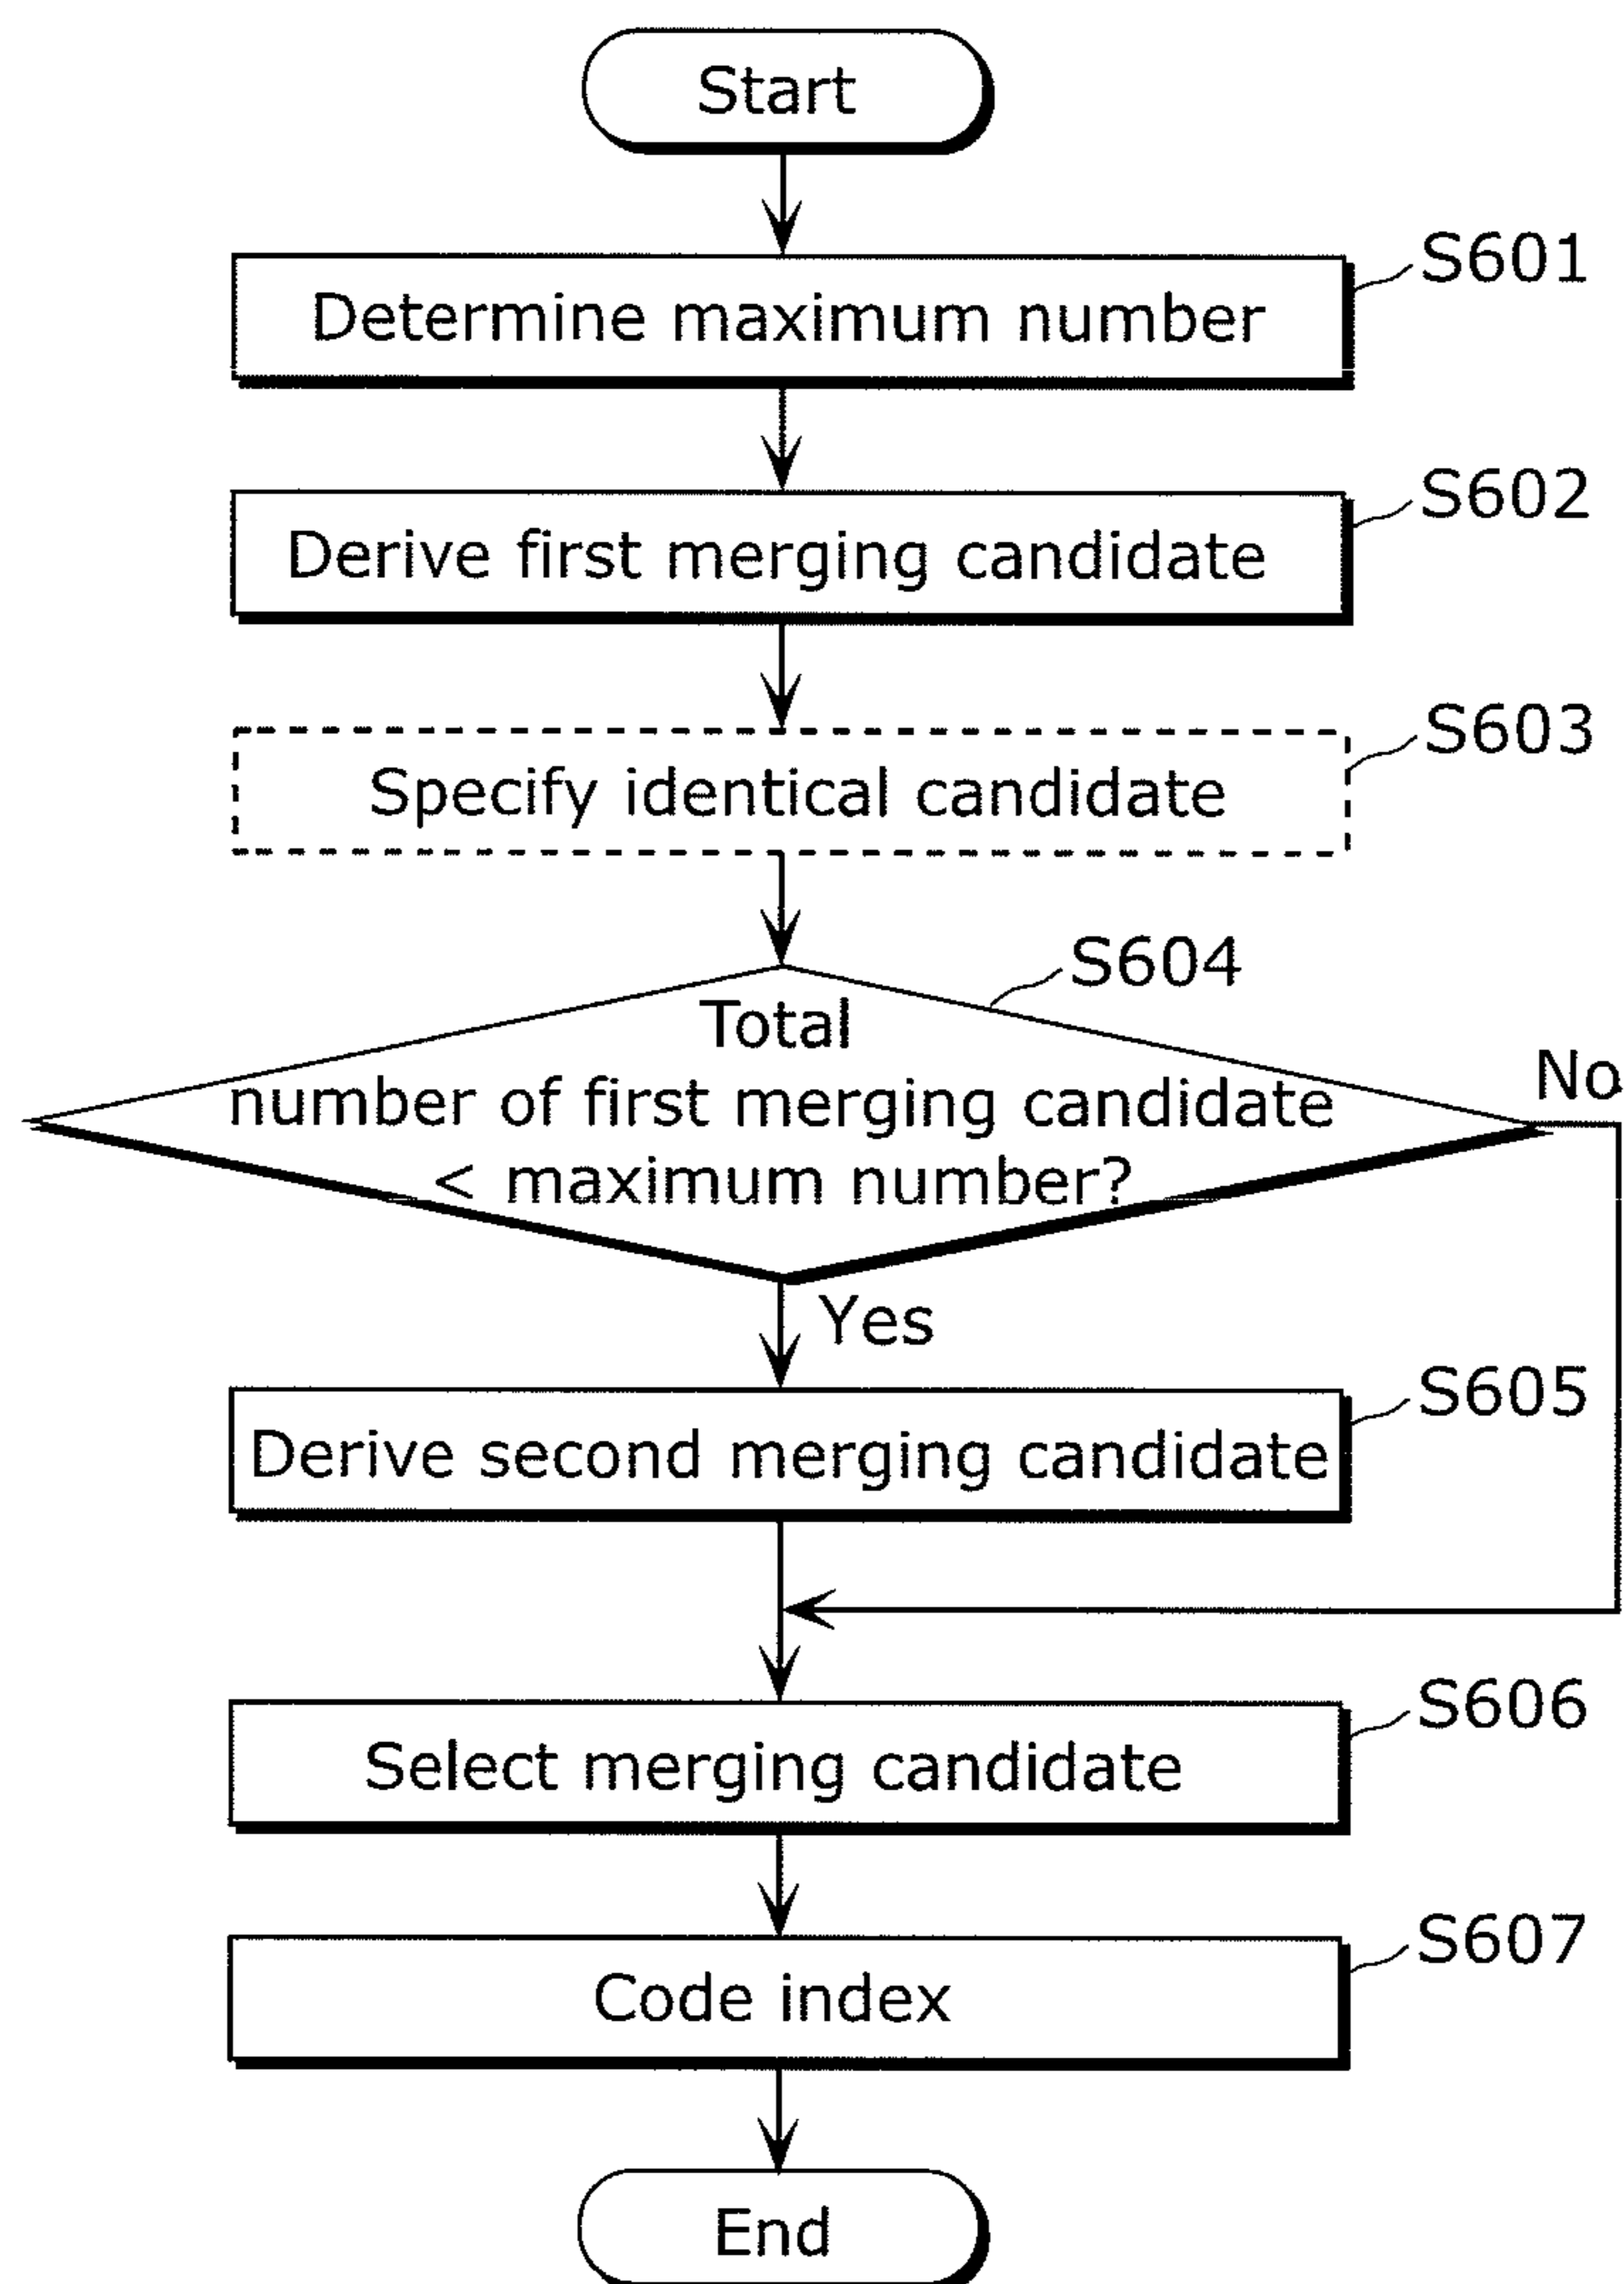 Start
S601
Determine maximum number
S602
Derive first merging candidate
S603
Specify identical candidate
S604
Total
number of first merging candidate
< maximum number?
No
Yes
S605
Derive second merging candidate
S606
Select merging candidate
S607
Code index
End